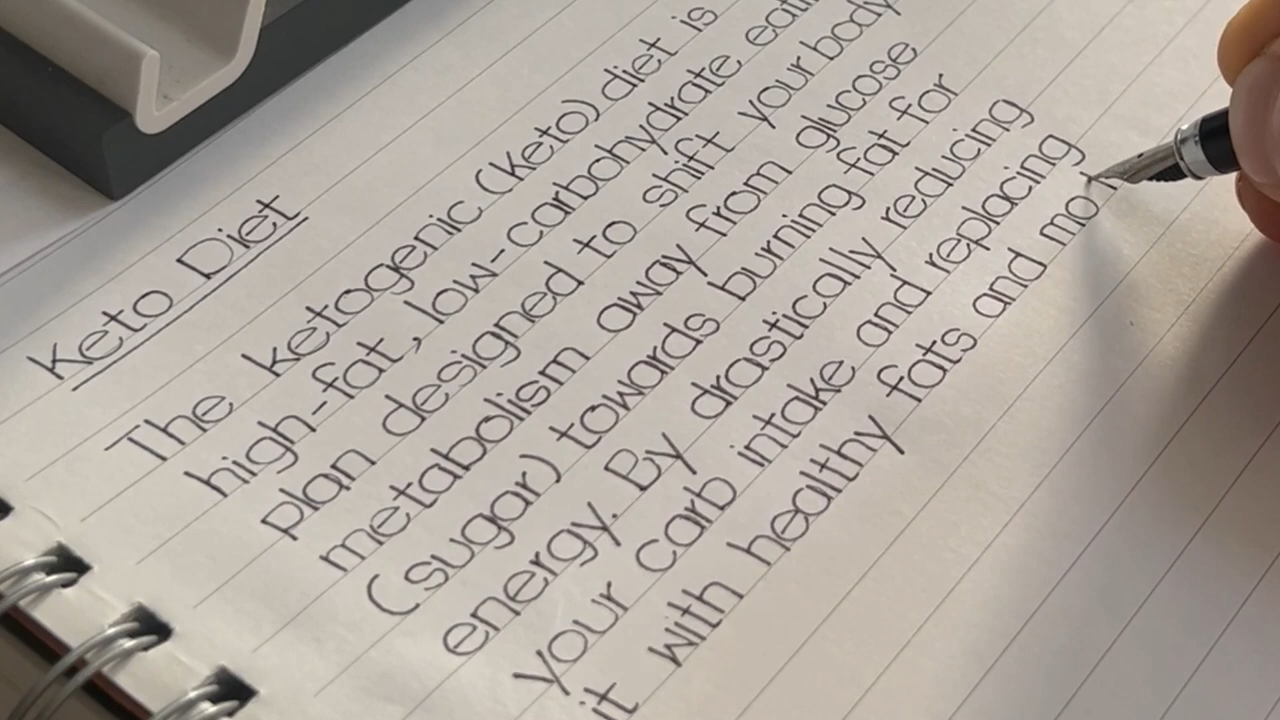 Keto Diet
The ketogenic (Keto) diet is
high-fat, low-carbohydrate
plan designed to shift your body
metabolism away from glucose
(sugar) towards burning fat for
energy. By drastically reducing
your carb intake and replacing
it with healthy fats and